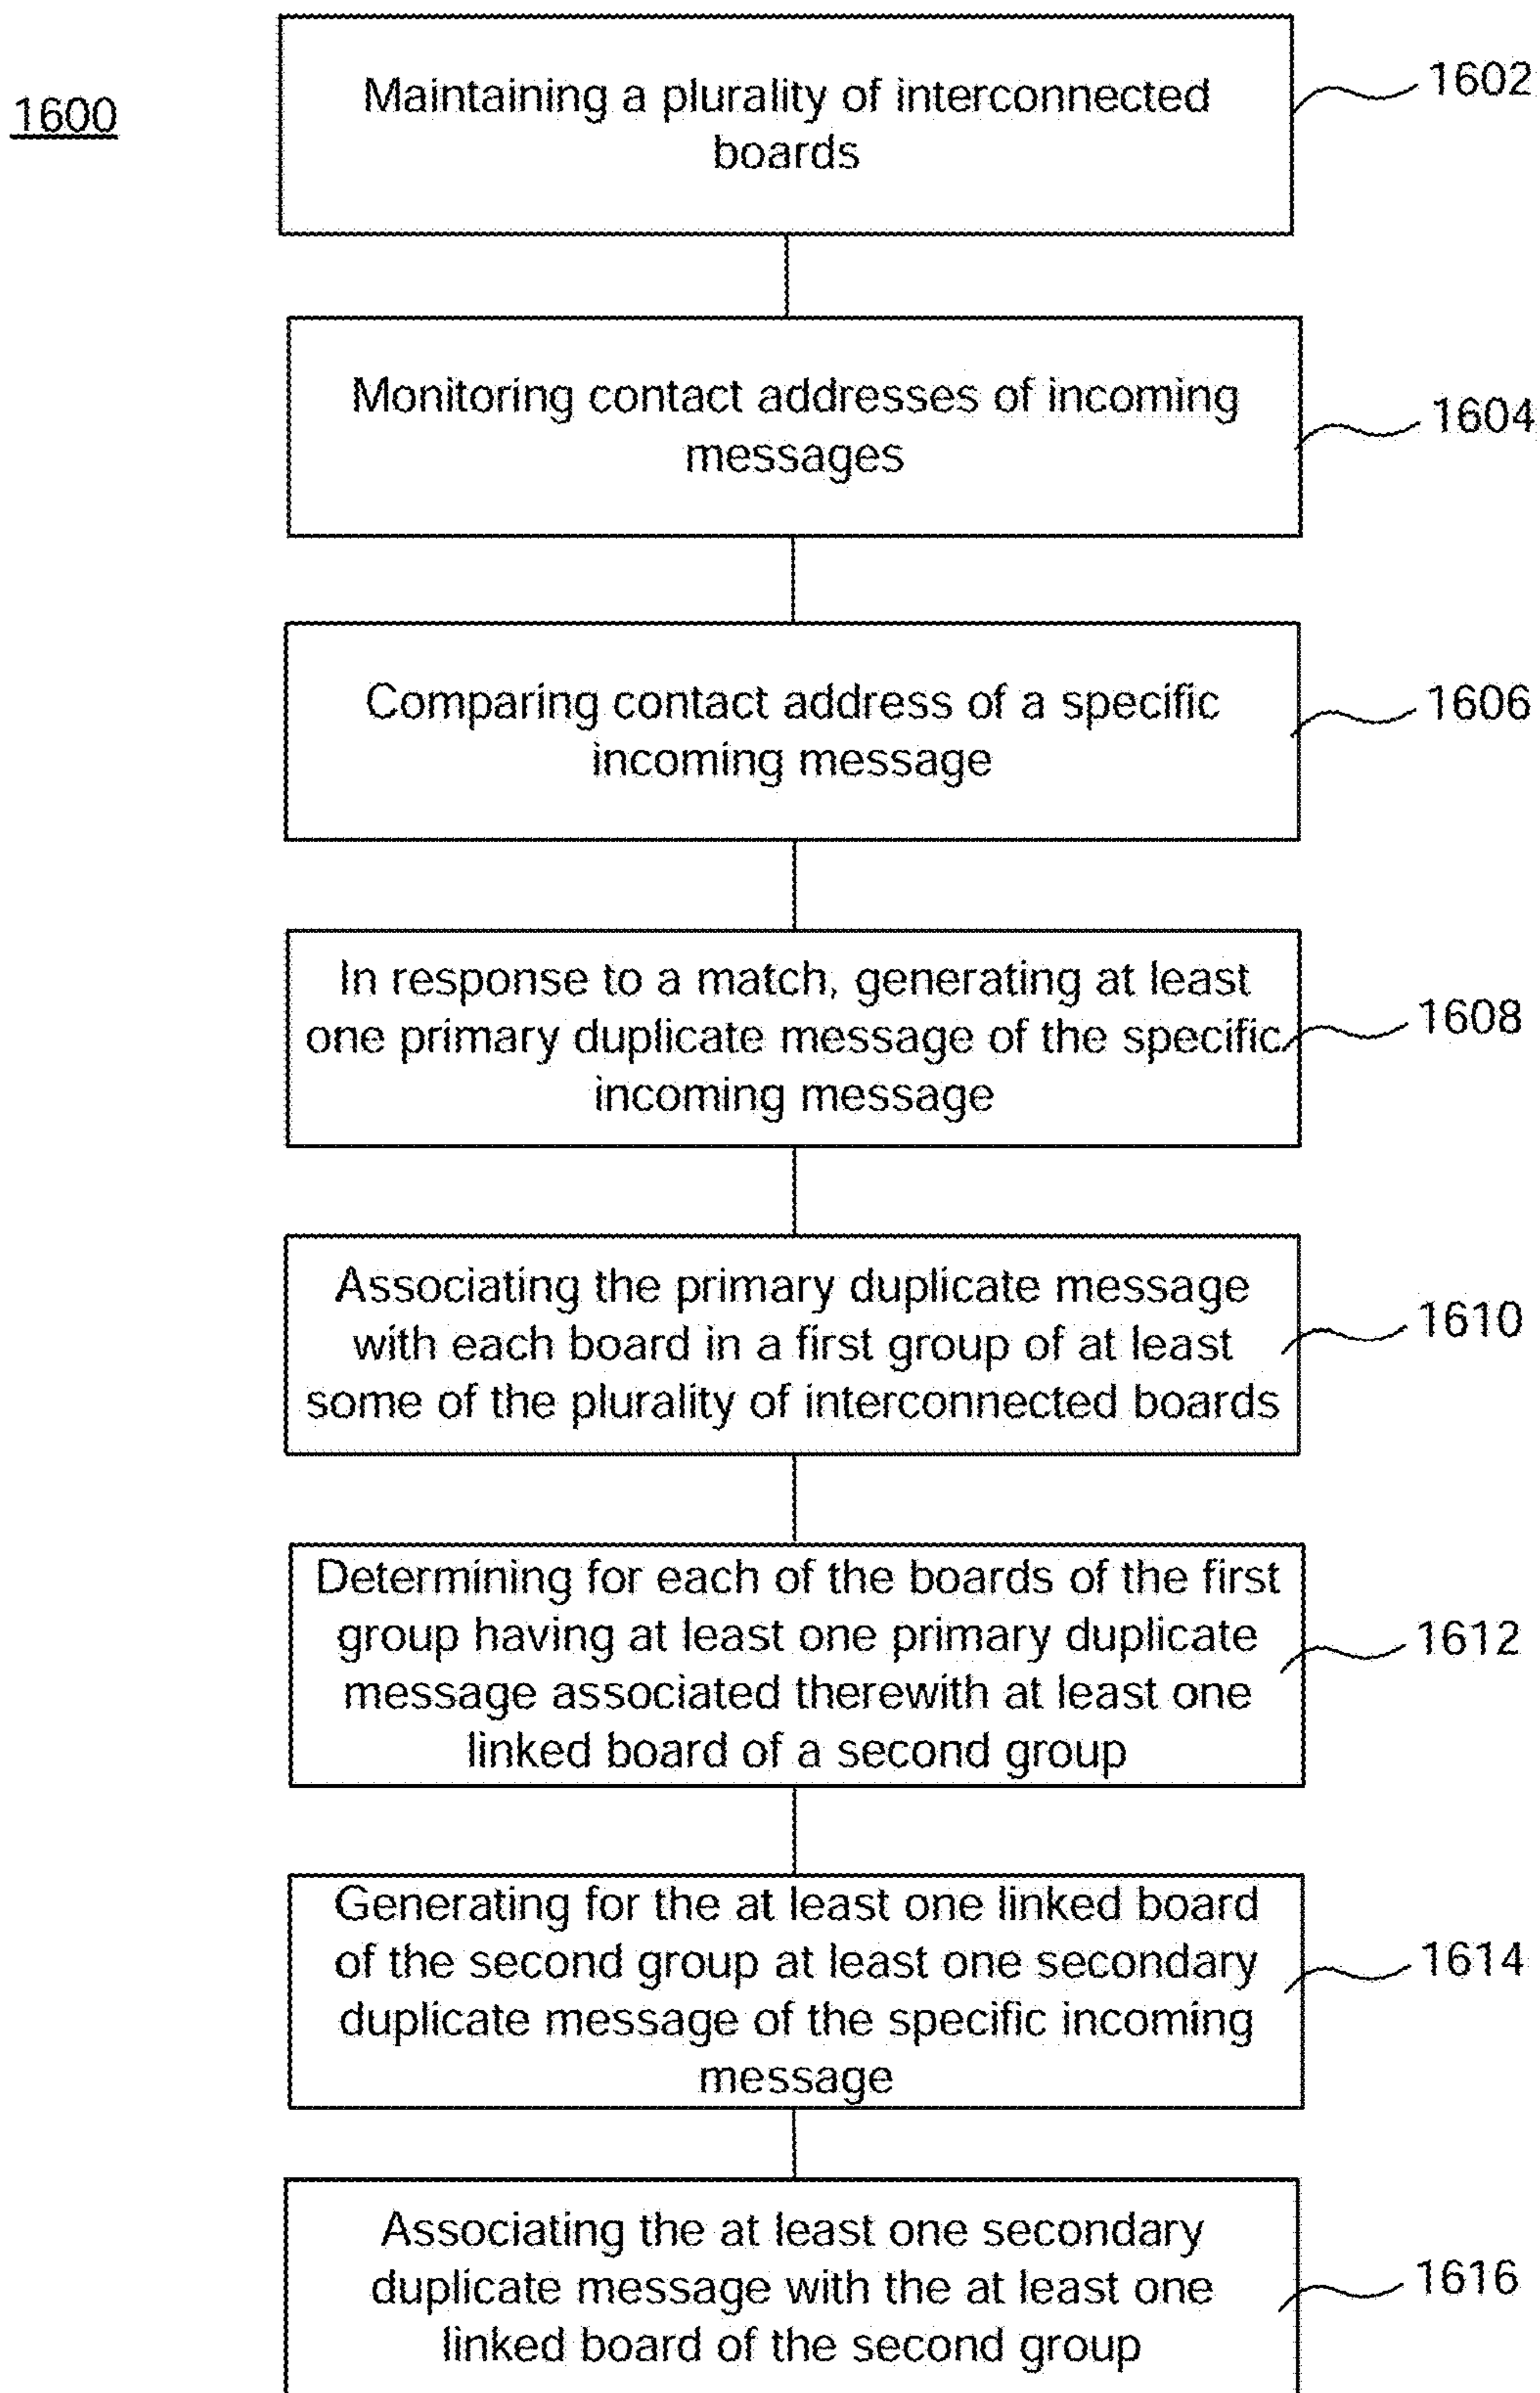 1600
Maintaining a plurality of interconnected
boards
1602
Monitoring contact addresses of incoming
messages
1604
Comparing contact address of a specific
incoming message
1606
In response to a match, generating at least
one primary duplicate message of the specific
incoming message
1608
Associating the primary duplicate message
with each board in a first group of at least
some of the plurality of interconnected boards
1610
Determining for each of the boards of the first
group having at least one primary duplicate
message associated therewith at least one
linked board of a second group
1612
Generating for the at least one linked board
of the second group at least one secondary
duplicate message of the specific incoming
message
1614
Associating the at least one secondary
duplicate message with the at least one
linked board of the second group
1616